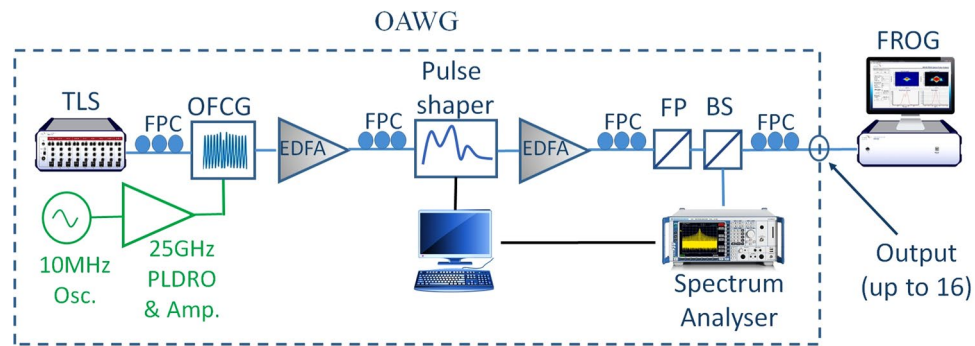 OAWG
FROG
TLS
FPC
OFCG
EDFA
FPC
Pulse
shaper
EDFA
FPC
FP
BS
FPC
10MHz
Osc.
25GHz
PLDRO
& Amp.
Spectrum
Analyser
Output
(up to 16)